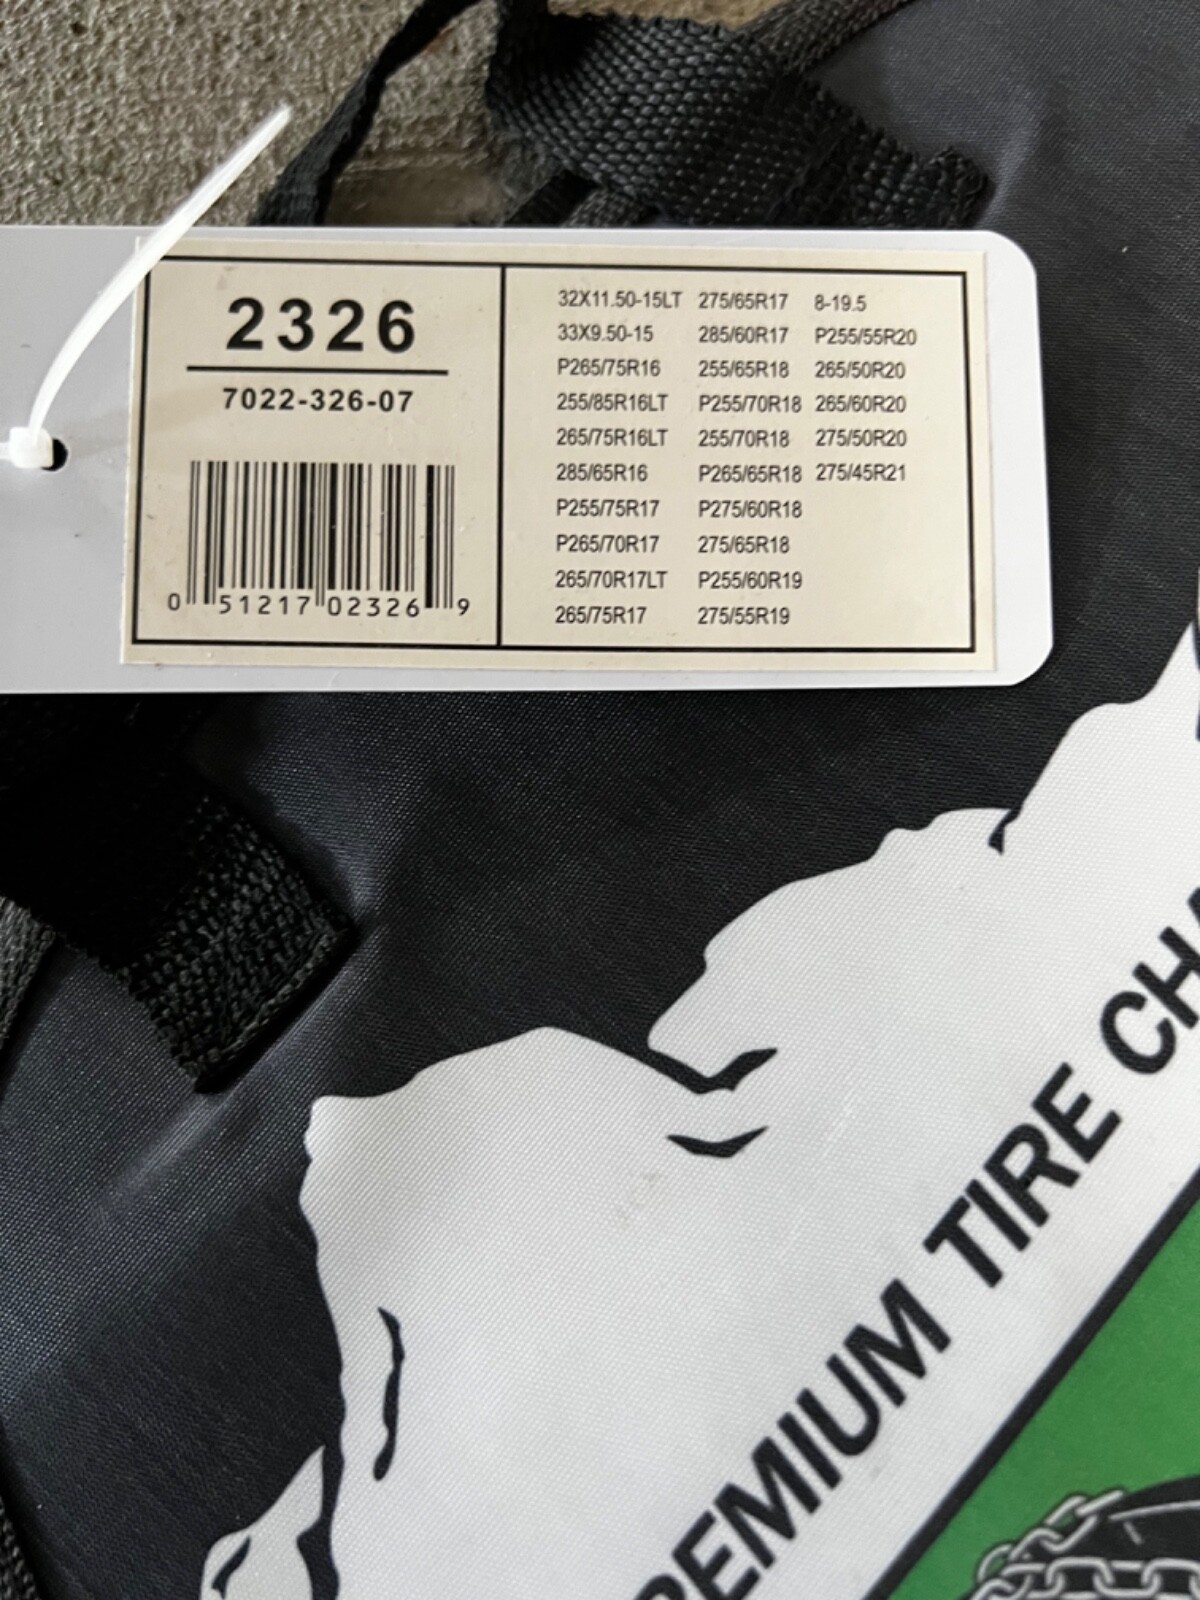 2326
7022-326-07
0 51217 02326 9
32X11.50-15LT 275/65R17 8-19.5
33X9.50-15 285/60R17 P255/55R20
P265/75R16 255/65R18 265/50R20
255/85R16LT P255/70R18 265/60R20
265/75R16LT 255/70R18 275/50R20
285/65R16 P265/65R18 275/45R21
P255/75R17 P275/60R18
P265/70R17 275/65R18
265/70R17LT P255/60R19
265/75R17 275/55R19
REMIUM TIRE CHA